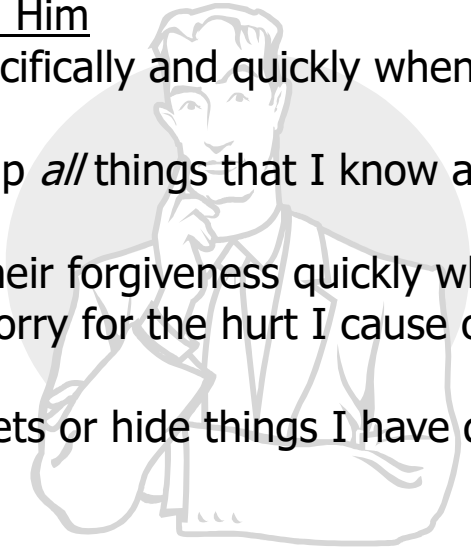 Him
cifically and quickly when
p all things that I know a
heir forgiveness quickly w
orry for the hurt I cause
ets or hide things I have